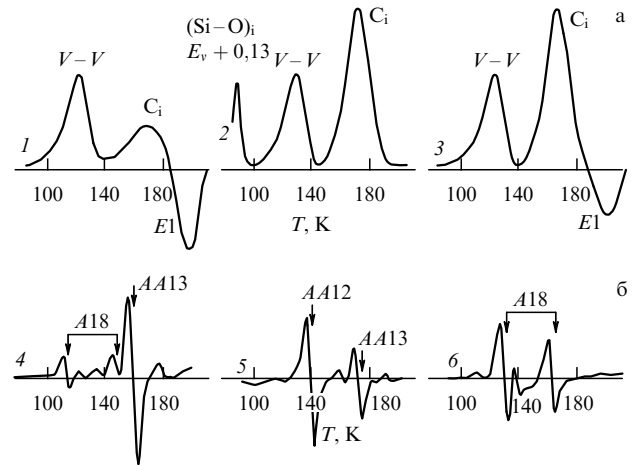 (Si – O)i Ci а
Ev + 0,13 Ci
V – V V – V V – V
Ci
1 2 3
100 140 180 100 140 180 100 140 180
E1 T, K E1
AA13 б
AA12 A18
A18 AA13
4 5 6
100 140 180 100 140 180 100 140 180
T, K